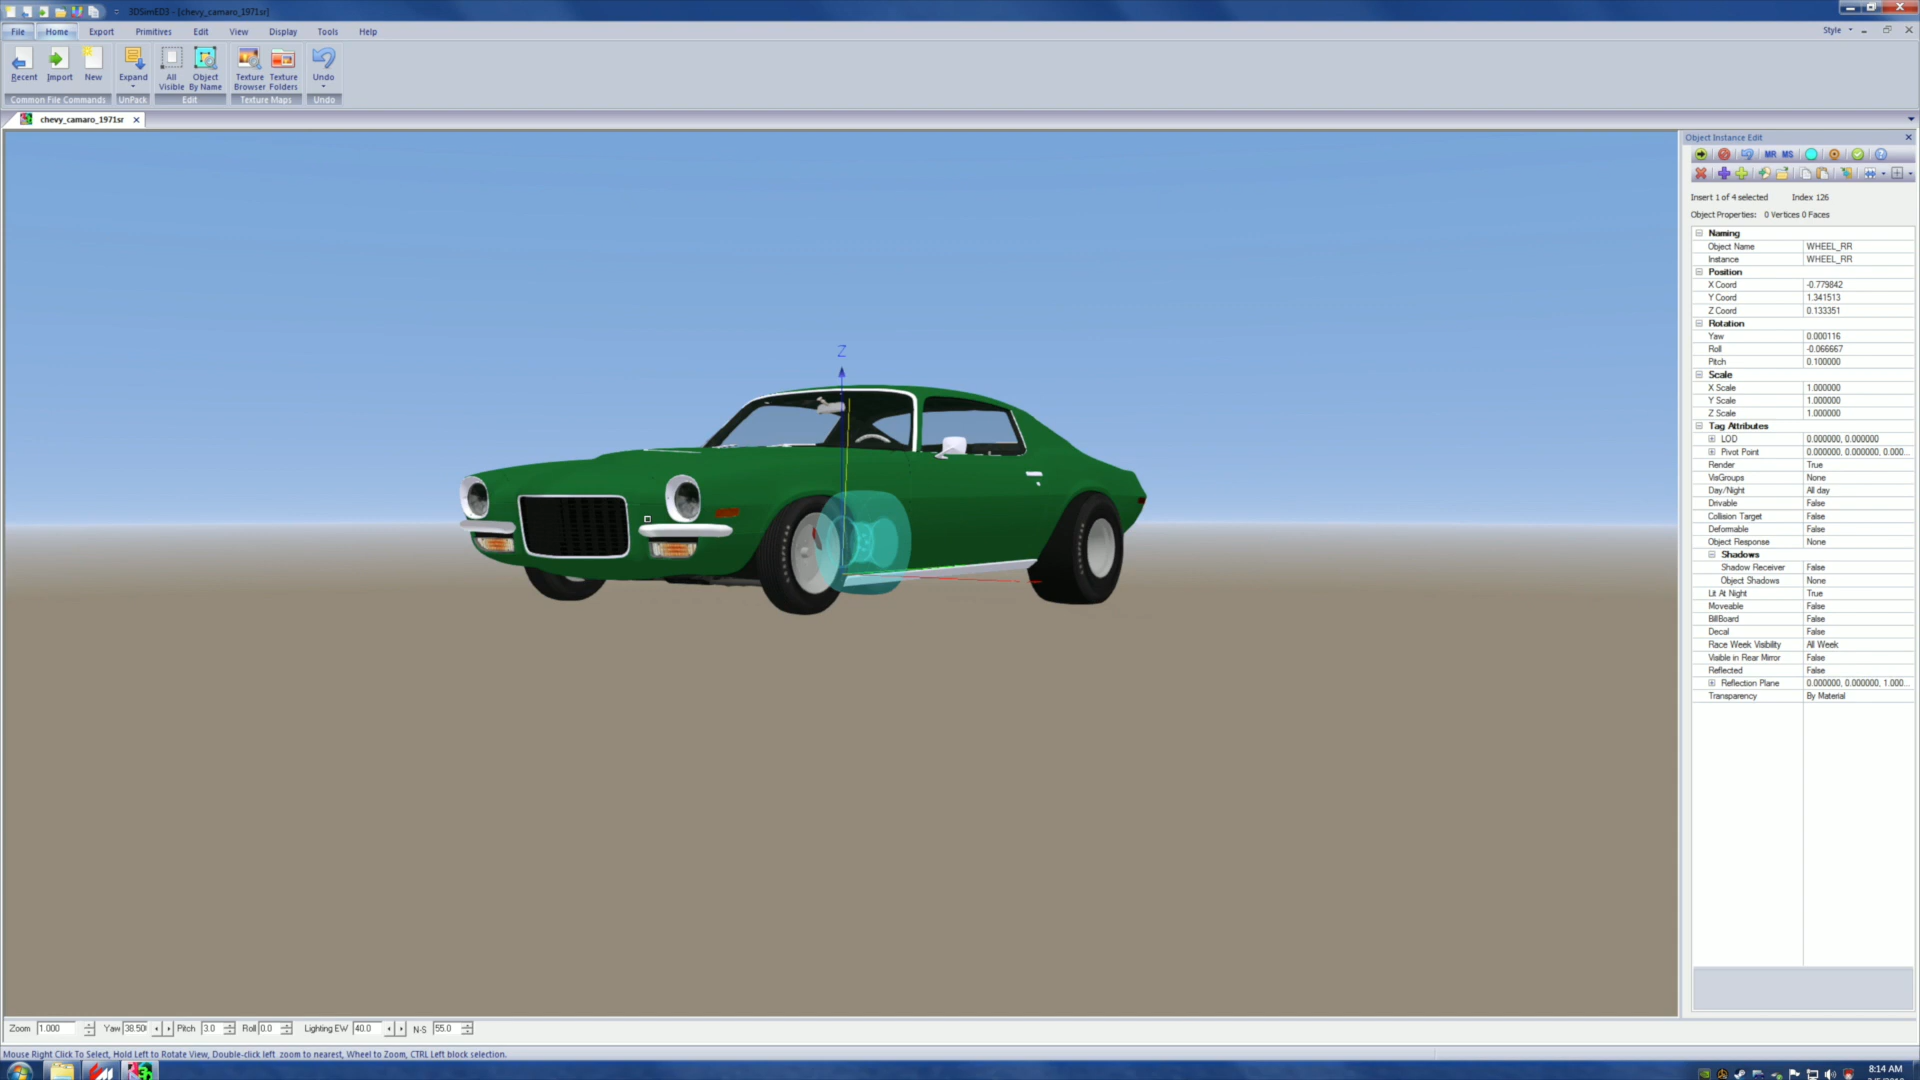 3DSimED3 - [chevy_camaro_1971sr]
File Home Export Primitives Edit View Display Tools Help
Style
Recent Import New Expand All Visible Object By Name Texture Browser Texture Folders Undo
Common File Commands UnPack Edit Texture Maps Undo
chevy_camaro_1971sr
Object Instance Edit
MR MS
Insert 1 of 4 selected Index 126
Object Properties: 0 Vertices 0 Faces
Naming
Object Name WHEEL_RR
Instance WHEEL_RR
Position
X Coord -0.779842
Y Coord 1.341513
Z Coord 0.133351
Rotation
Yaw 0.000116
Roll -0.066667
Pitch 0.100000
Scale
X Scale 1.000000
Y Scale 1.000000
Z Scale 1.000000
Tag Attributes
LOD 0.000000, 0.000000
Pivot Point 0.000000, 0.000000, 0.000...
Render True
VisGroups None
Day/Night All day
Drivable False
Collision Target False
Deformable False
Object Response None
Shadows
Shadow Receiver False
Object Shadows None
Lit At Night True
Moveable False
BillBoard False
Decal False
Race Week Visibility All Week
Visible in Rear Mirror False
Reflected False
Reflection Plane 0.000000, 0.000000, 1.000...
Transparency By Material
Z
Zoom 1.000 Yaw 38.50 Pitch 3.0 Roll 0.0 Lighting EW 40.0 N-S 55.0
Mouse Right Click To Select, Hold Left to Rotate View, Double-click left zoom to nearest, Wheel to Zoom, CTRL Left block selection.
8:14 AM